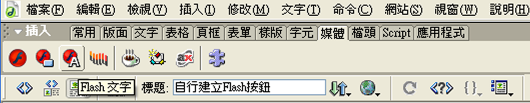 檔案(F) 編輯(E) 檢視(V) 插入(I) 修改(M) 文字(T) 命令(C) 網站(S) 視窗(W) 說明(H)
插入 常用 版面 文字 表格 頁框 表單 樣版 字元 媒體 檔頭 Script 應用程式
Flash 文字 標題: 自行建立Flash按鈕